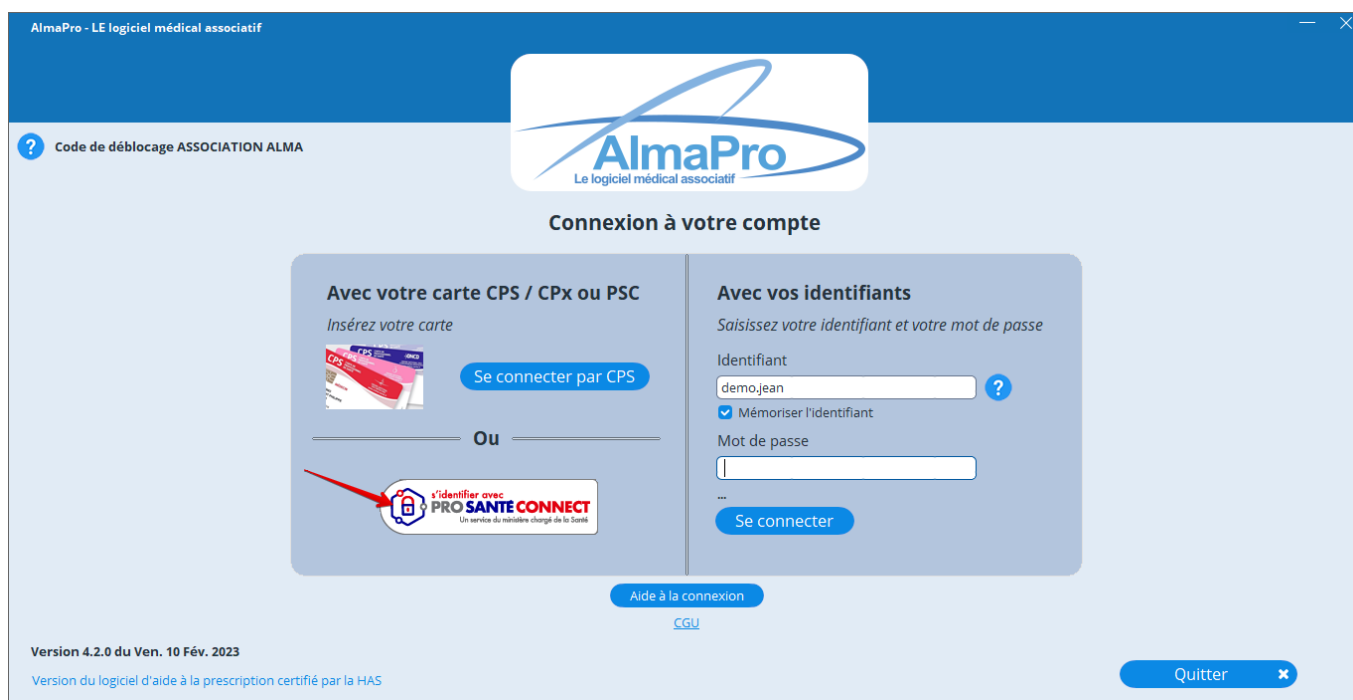 AlmaPro - LE logiciel médical associatif
? Code de déblocage ASSOCIATION ALMA
AlmaPro
Le logiciel médical associatif
Connexion à votre compte
Avec votre carte CPS / CPx ou PSC
Insérez votre carte
CPS
CPS
Se connecter par CPS
Ou
s'identifier avec
PRO SANTÉ CONNECT
Un service du ministère chargé de la Santé
Avec vos identifiants
Saisissez votre identifiant et votre mot de passe
Identifiant
demo.jean
?
Mémoriser l'identifiant
Mot de passe
...
Se connecter
Aide à la connexion
CGU
Version 4.2.0 du Ven. 10 Fév. 2023
Version du logiciel d'aide à la prescription certifié par la HAS
Quitter